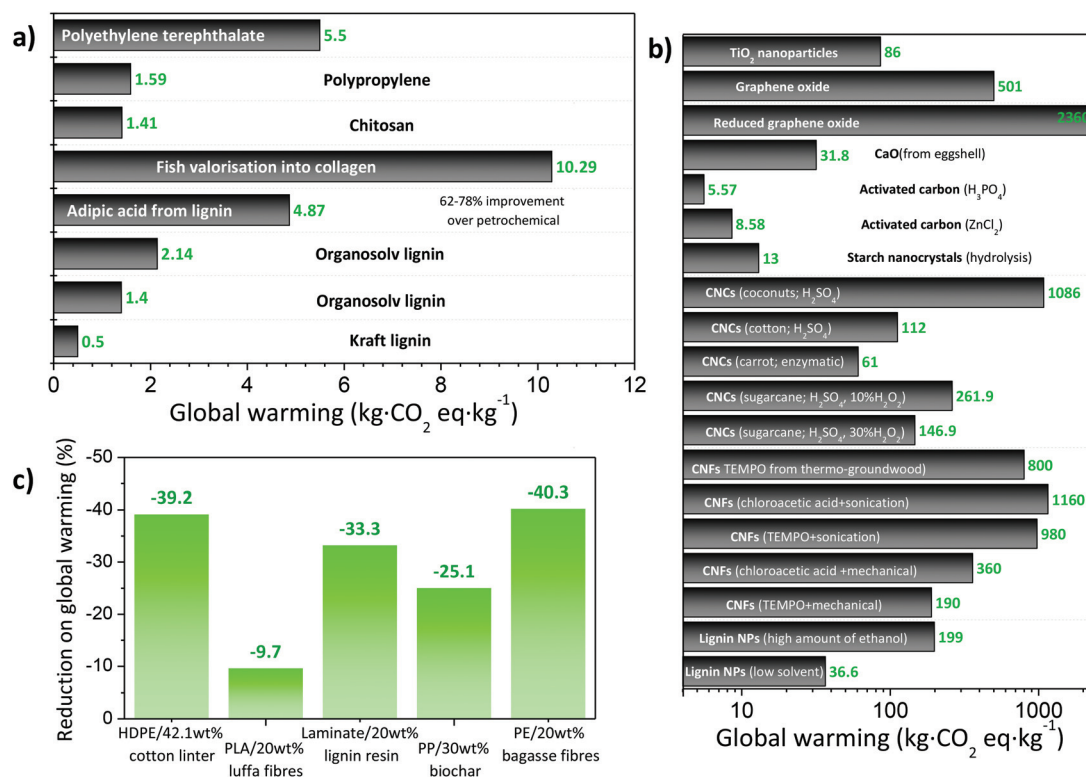 a)
Polyethylene terephthalate 5.5
1.59 Polypropylene
1.41 Chitosan
Fish valorisation into collagen 10.29
Adipic acid from lignin 4.87
62-78% improvement
over petrochemical
2.14 Organosolv lignin
1.4 Organosolv lignin
0.5 Kraft lignin
0 2 4 6 8 10 12
Global warming (kg·CO₂ eq·kg⁻¹)
b)
TiO₂ nanoparticles 86
Graphene oxide 501
Reduced graphene oxide 2360
31.8 CaO(from eggshell)
5.57 Activated carbon (H₃PO₄)
8.58 Activated carbon (ZnCl₂)
13 Starch nanocrystals (hydrolysis)
CNCs (coconuts; H₂SO₄) 1086
CNCs (cotton; H₂SO₄) 112
CNCs (carrot; enzymatic) 61
CNCs (sugarcane; H₂SO₄, 10%H₂O₂) 261.9
CNCs (sugarcane; H₂SO₄, 30%H₂O₂) 146.9
CNFs TEMPO from thermo-groundwood) 800
CNFs (chloroacetic acid+sonication) 1160
CNFs (TEMPO+sonication) 980
CNFs (chloroacetic acid +mechanical) 360
CNFs (TEMPO+mechanical) 190
Lignin NPs (high amount of ethanol) 199
Lignin NPs (low solvent) 36.6
10 100 1000
Global warming (kg·CO₂ eq·kg⁻¹)
c)
Reduction on global warming (%)
-50
-40
-30
-20
-10
0
-39.2
-9.7
-33.3
-25.1
-40.3
HDPE/42.1wt%
cotton linter
PLA/20wt%
luffa fibres
Laminate/20wt%
lignin resin
PP/30wt%
biochar
PE/20wt%
bagasse fibres